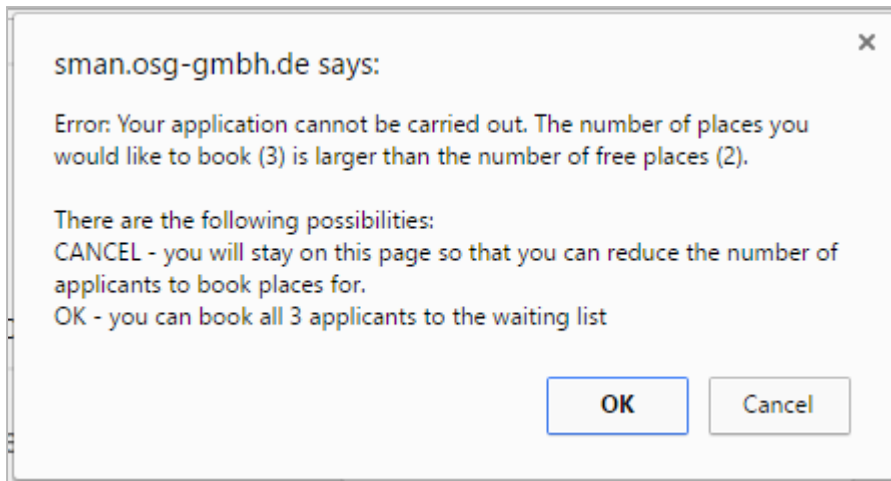 sman.osg-gmbh.de says:
Error: Your application cannot be carried out. The number of places you
would like to book (3) is larger than the number of free places (2).
There are the following possibilities:
CANCEL - you will stay on this page so that you can reduce the number of
applicants to book places for.
OK - you can book all 3 applicants to the waiting list
OK Cancel